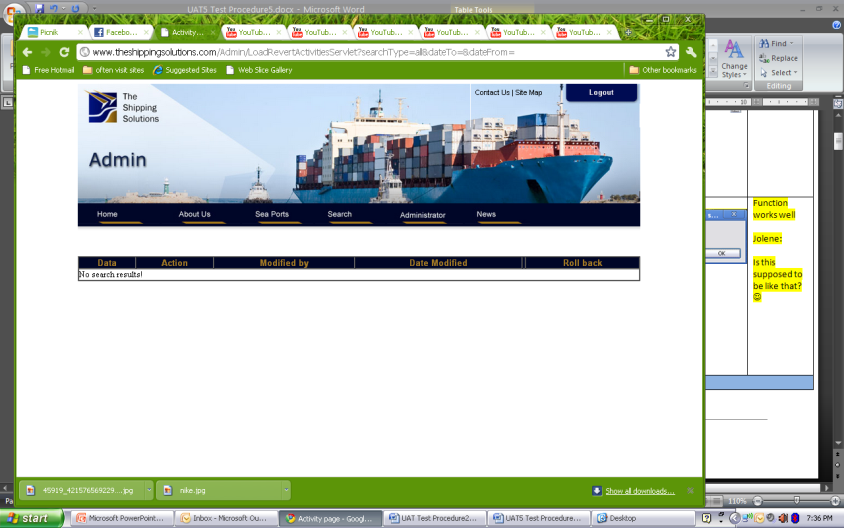 UAT5 Test Procedure5.docx - Microsoft Word
Table Tools
Picnik
Facebo...
Activity...
YouTub...
YouTub...
YouTub...
YouTub...
YouTub...
www.theshippingsolutions.com/Admin/LoadRevertActivitiesServlet?searchType=all&dateTo=&dateFrom=
Free Hotmail
often visit sites
Suggested Sites
Web Slice Gallery
Other bookmarks
Find
Replace
Select
Change
Styles
Editing
The
Shipping
Solutions
Contact Us | Site Map
Logout
Admin
Home
About Us
Sea Ports
Search
Administrator
News
Data
Action
Modified by
Date Modified
Roll back
No search results!
s...
OK
Function
works well
Jolene:
Is this
supposed to
be like that?
45919_421576569229....jpg
nike.jpg
Show all downloads...
Pa
110%
start
Microsoft PowerPoint...
Inbox - Microsoft Ou...
Activity page - Googl...
UAT Test Procedure2...
UAT5 Test Procedure...
Desktop
7:36 PM